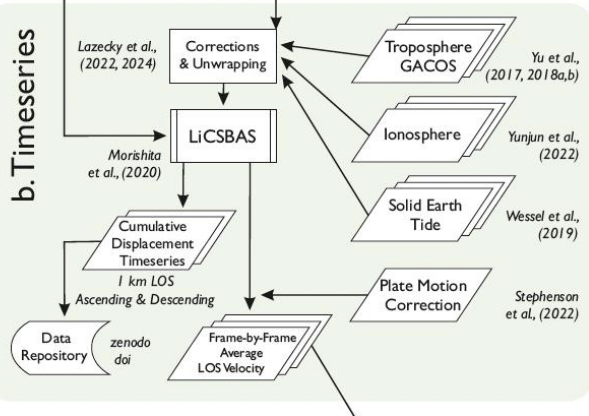 b. Timeseries
Lazecky et al.,
(2022, 2024)
Corrections
& Unwrapping
Troposphere
GACOS
Yu et al.,
(2017, 2018a,b)
LiCSBAS
Morishita
et al., (2020)
Ionosphere
Yunjun et al.,
(2022)
Solid Earth
Tide
Wessel et al.,
(2019)
Cumulative
Displacement
Timeseries
1 km LOS
Ascending & Descending
Plate Motion
Correction
Stephenson
et al., (2022)
Data
Repository
zenodo
doi
Frame-by-Frame
Average
LOS Velocity